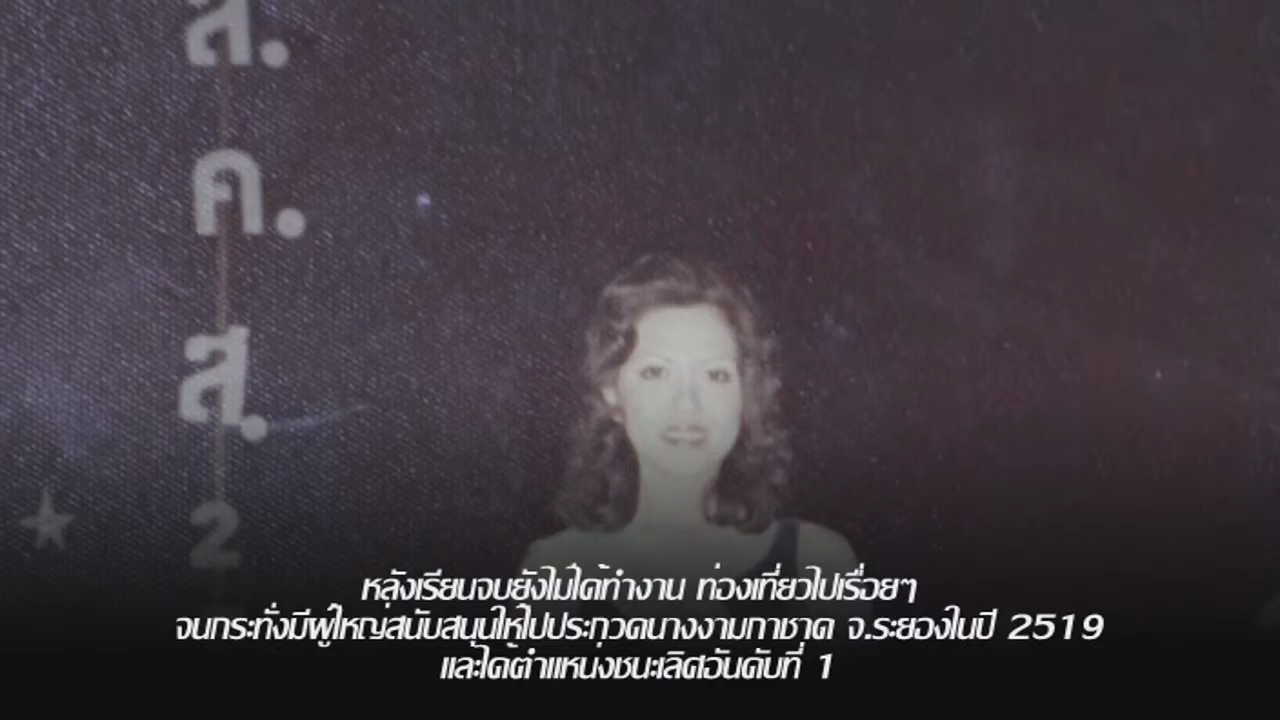 ส.
ค.
ส.
2
หลังเรียนจบยังไม่ได้ทำงาน ท่องเที่ยวไปเรื่อยๆ
จนกระทั่งมีผู้ใหญ่สนับสนุนให้ไปประกวดนางงามกาชาด จ.ระยองในปี 2519
และได้ตำแหน่งชนะเลิศอันดับที่ 1